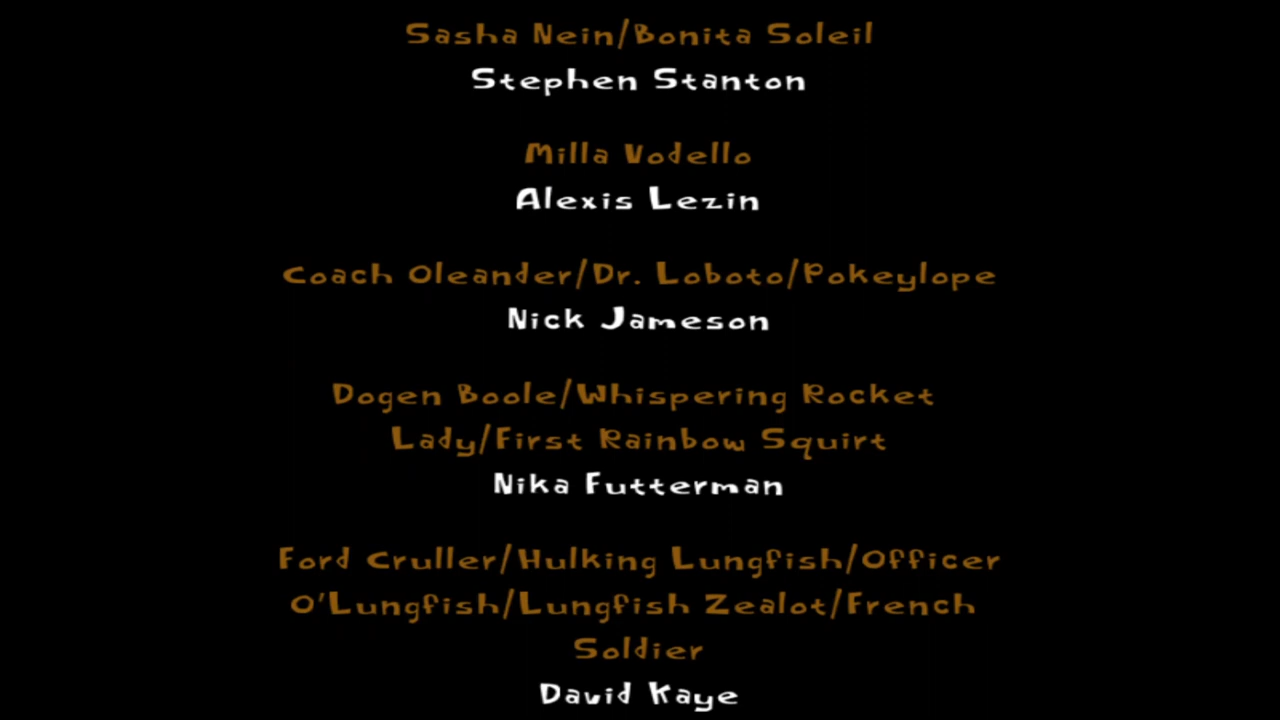 Sasha Nein/Bonita Soleil
Stephen Stanton
Milla Vodello
Alexis Lezin
Coach Oleander/Dr. Loboto/Pokeylope
Nick Jameson
Dogen Boole/Whispering Rocket
Lady/First Rainbow Squirt
Nika Futterman
Ford Cruller/Hulking Lungfish/Officer
O'Lungfish/Lungfish Zealot/French
Soldier
David Kaye